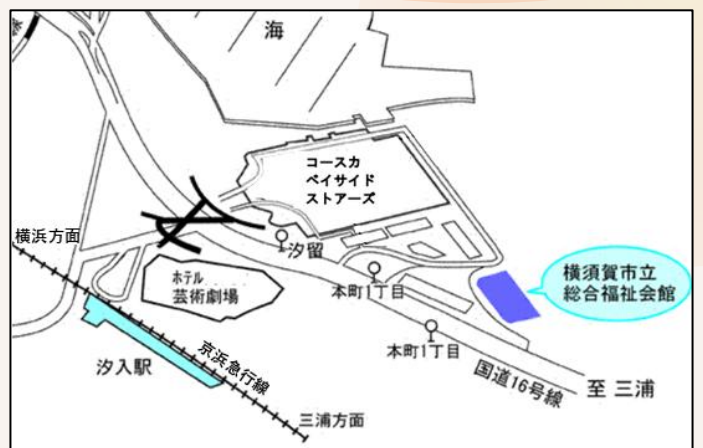 海
コースカ
ベイサイド
ストアーズ
横浜方面
汐留
ホテル
芸術劇場
本町1丁目
横須賀市立
総合福祉会館
本町1丁目
汐入駅
京浜急行線
国道16号線
至 三浦
三浦方面